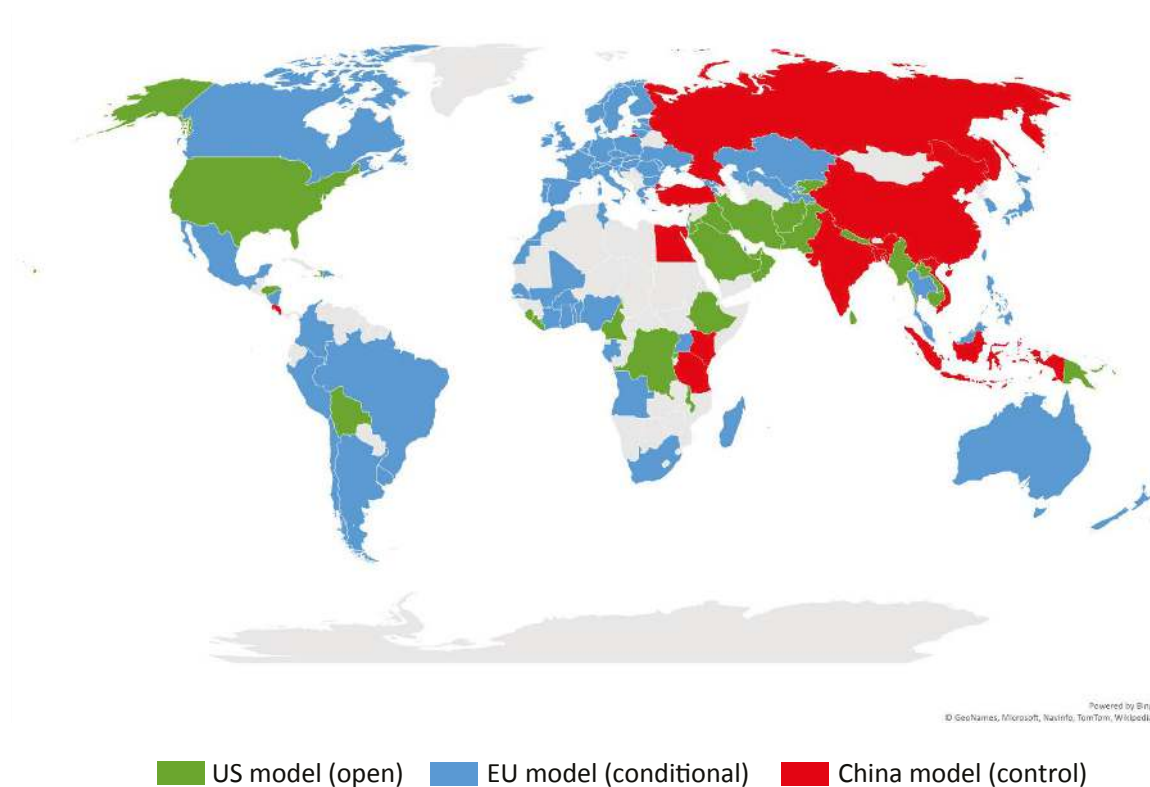 Powered by Bing
© GeoNames, Microsoft, Navinfo, TomTom, Wikipedia
US model (open) EU model (conditional) China model (control)